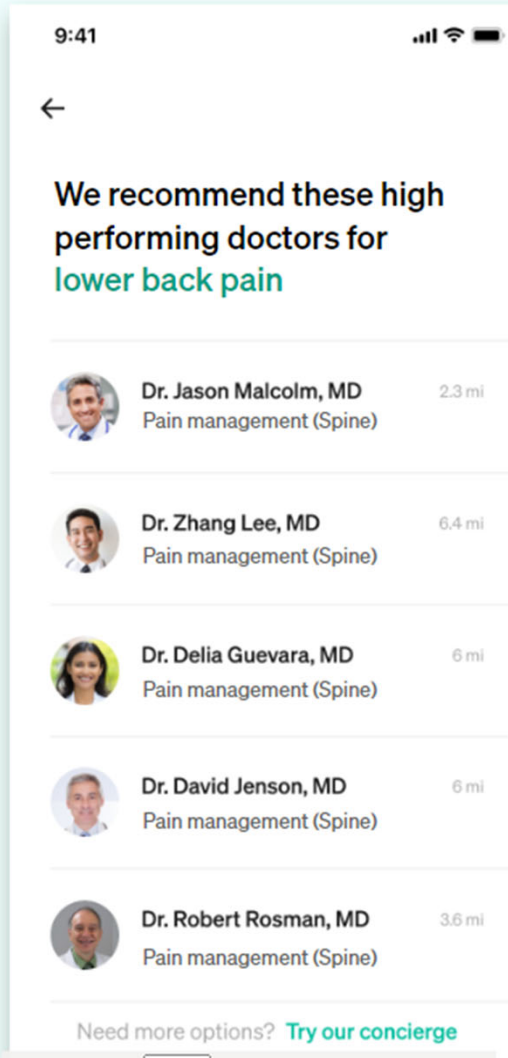 9:41
We recommend these high
performing doctors for
lower back pain
Dr. Jason Malcolm, MD
2.3 mi
Pain management (Spine)
Dr. Zhang Lee, MD
6.4 mi
Pain management (Spine)
Dr. Delia Guevara, MD
6 mi
Pain management (Spine)
Dr. David Jenson, MD
6 mi
Pain management (Spine)
Dr. Robert Rosman, MD
3.6 mi
Pain management (Spine)
Need more options? Try our concierge